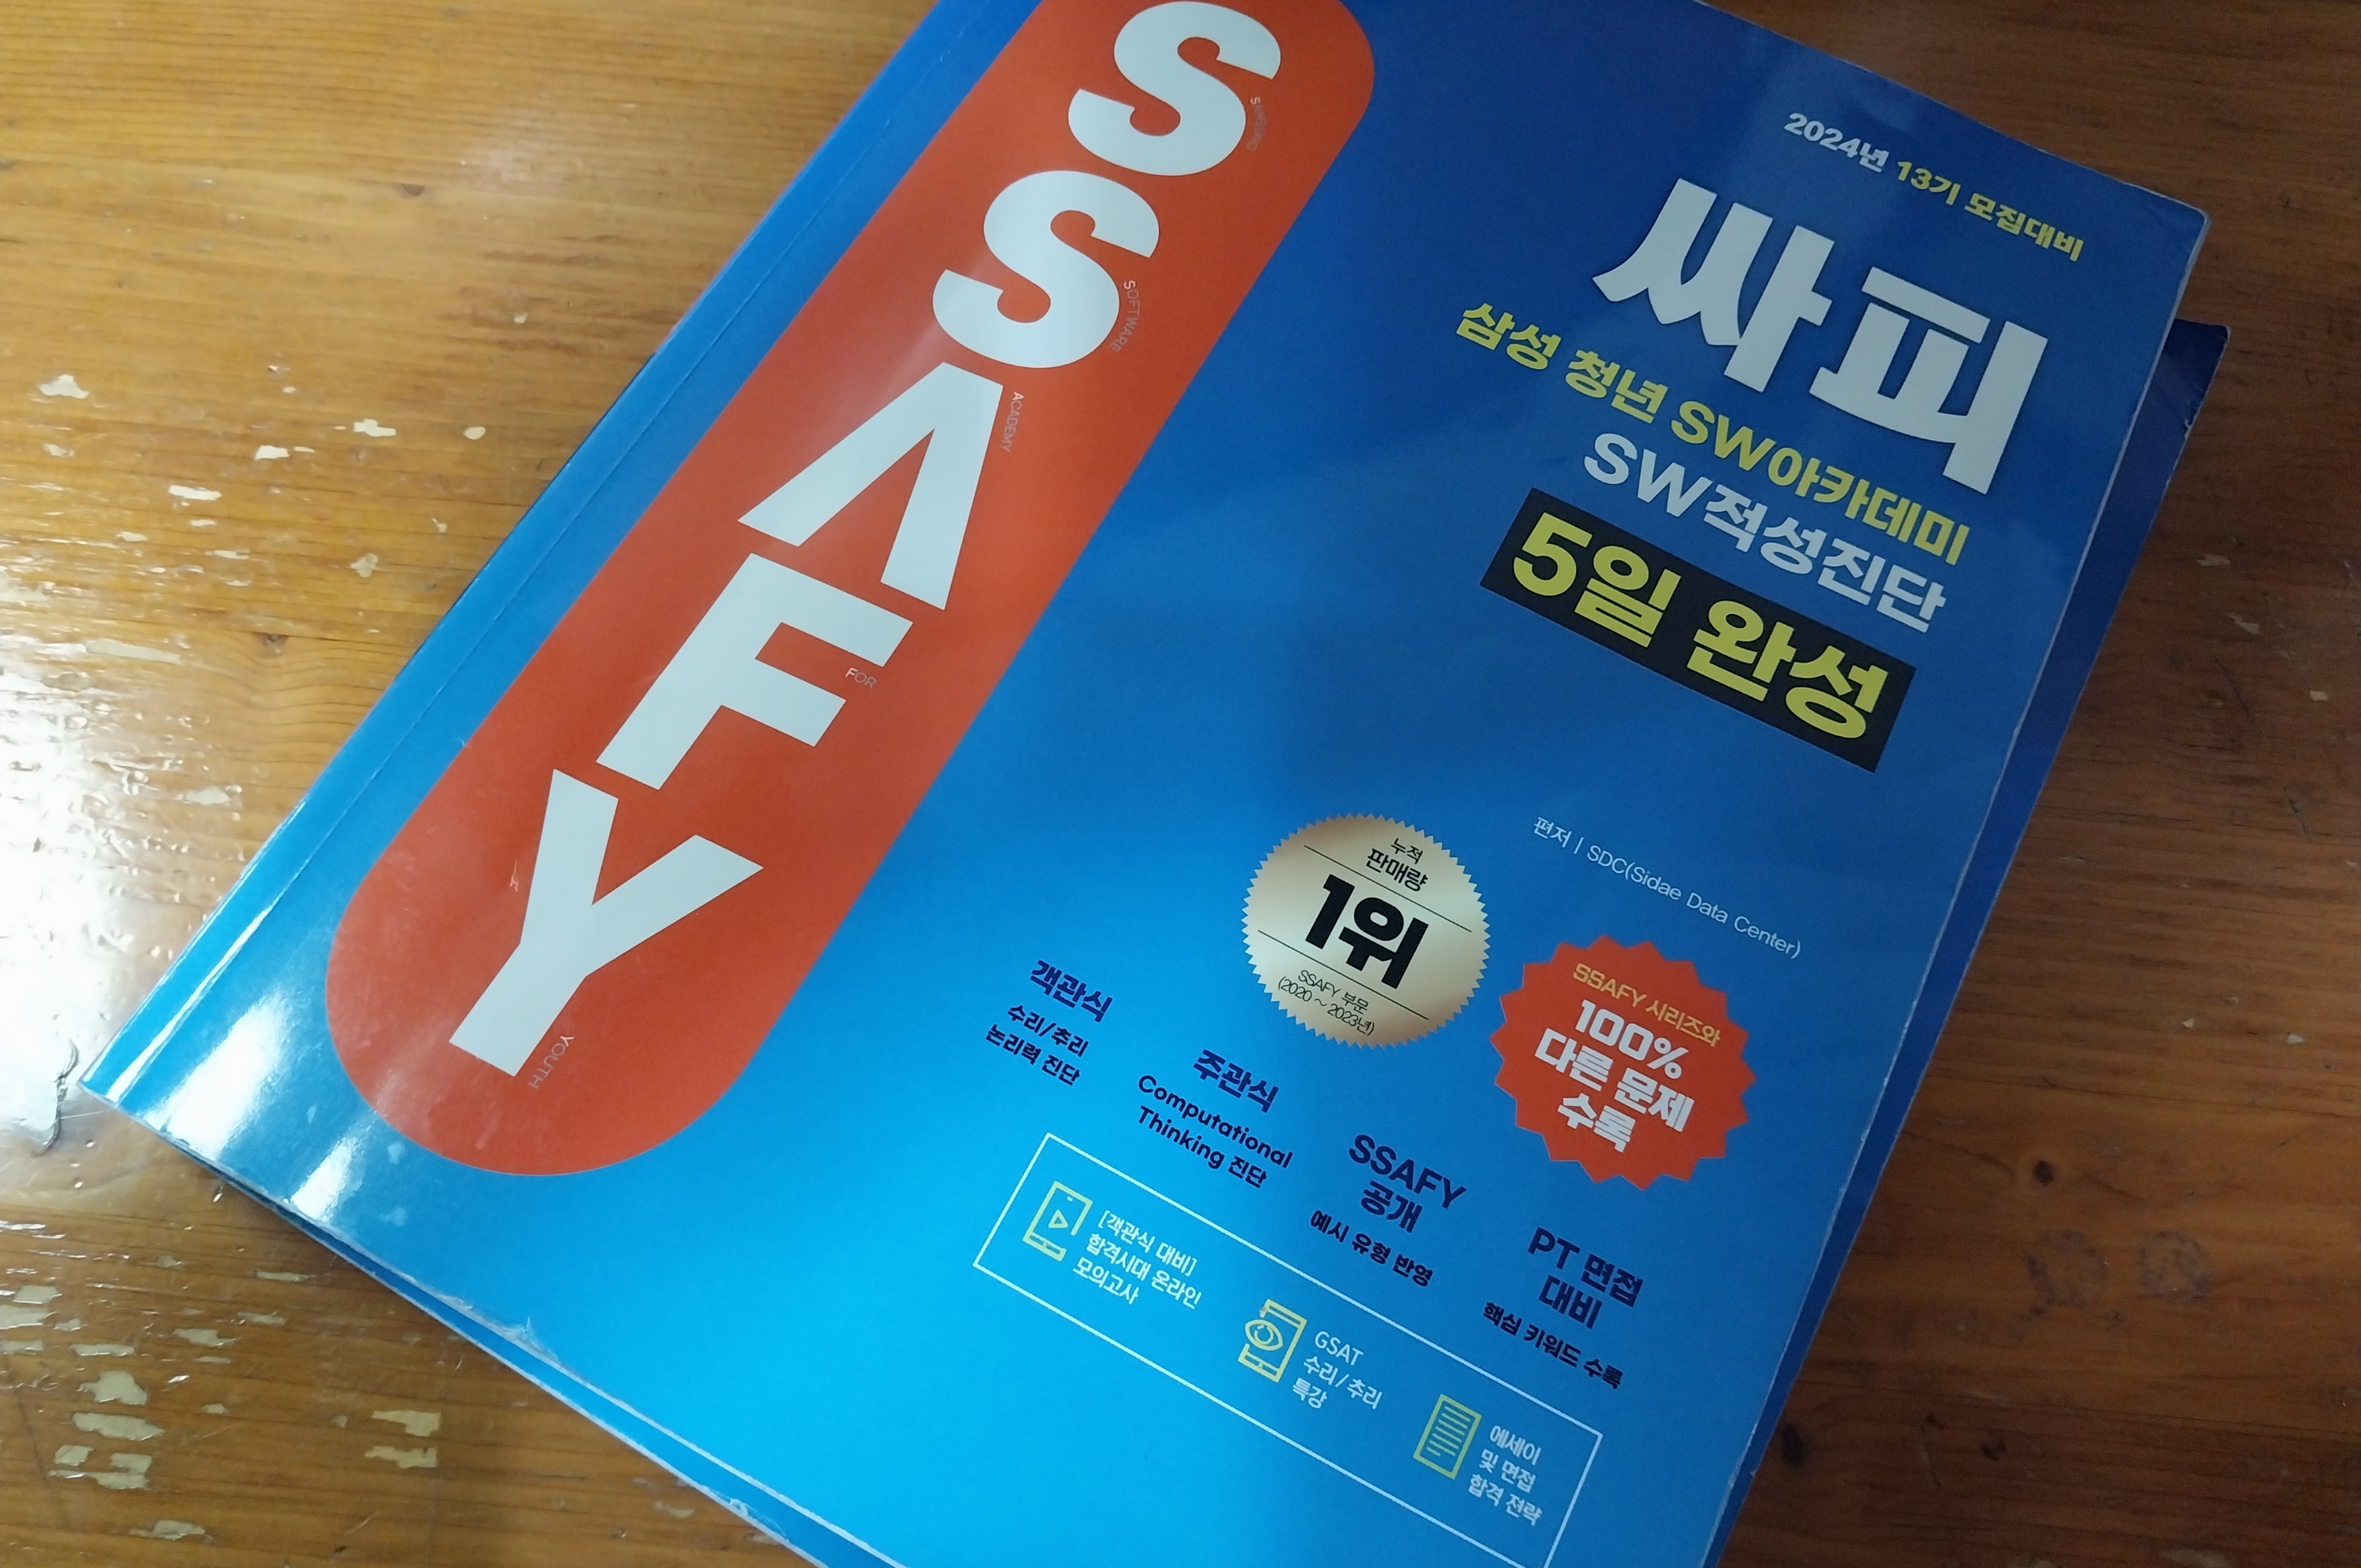 SSAFY
SAMSUNG
SOFTWARE
ACADEMY
FOR
YOUTH
2024년 13기 모집대비
싸피
삼성 청년 SW아카데미
SW적성진단
5일 완성
편저 | SDC(Sidae Data Center)
누적
판매량
1위
SSAFY 부문
(2020 ~ 2023년)
SSAFY 시리즈와
100%
다른 문제
수록
객관식
수리/추리
논리력 진단
주관식
Computational
Thinking 진단
SSAFY
공개
예시 유형 반영
PT 면접
대비
핵심 키워드 수록
[객관식 대비]
합격시대 온라인
모의고사
GSAT
수리/추리
특강
에세이
및 면접
합격 전략